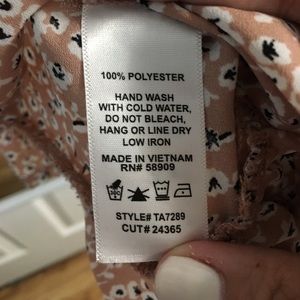 100% POLYESTER
HAND WASH
WITH COLD WATER,
DO NOT BLEACH,
HANG OR LINE DRY
LOW IRON
MADE IN VIETNAM
RN# 58909
STYLE# TA7289
CUT# 24365